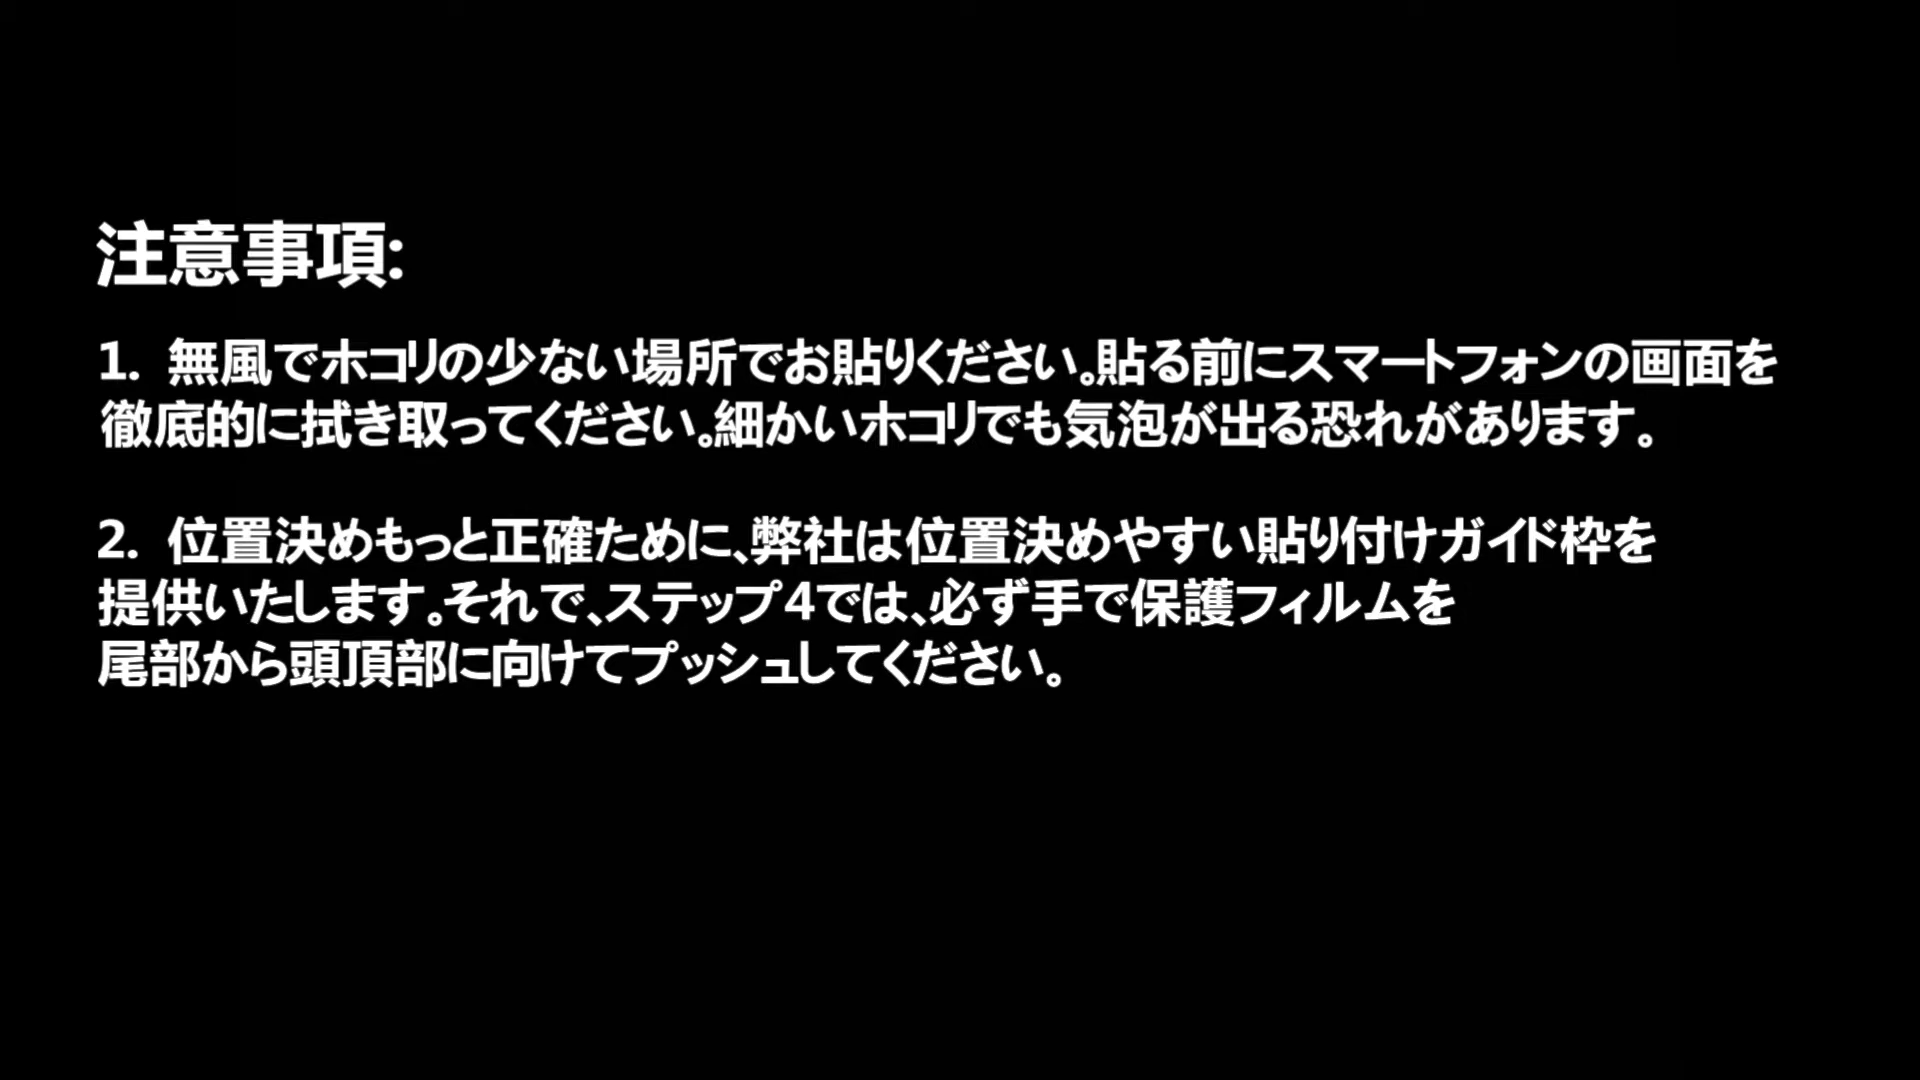 注意事項:
1. 無風でホコリの少ない場所でお貼りください。貼る前にスマートフォンの画面を
徹底的に拭き取ってください。細かいホコリでも気泡が出る恐れがあります。
2. 位置決めもっと正確ために、弊社は位置決めやすい貼り付けガイド枠を
提供いたします。それで、ステップ4では、必ず手で保護フィルムを
尾部から頭頂部に向けてプッシュしてください。